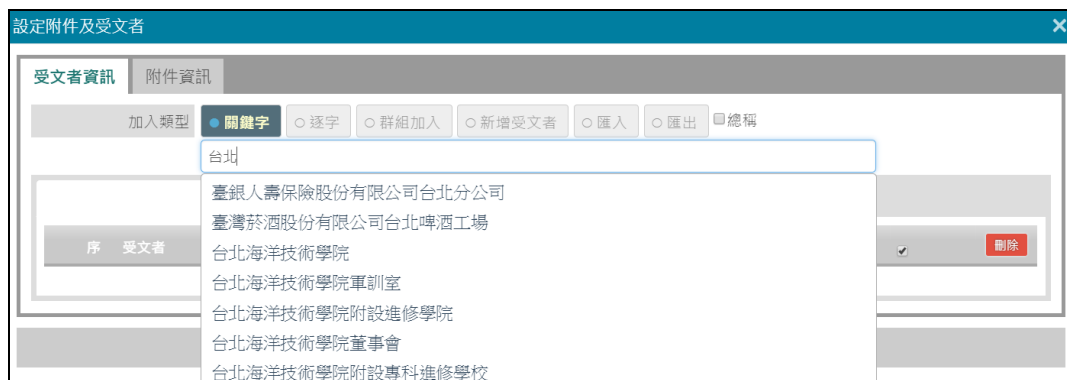 設定附件及受文者
受文者資訊 附件資訊
加入類型 關鍵字 逐字 群組加入 新增受文者 匯入 匯出 總稱
台北
臺銀人壽保險股份有限公司台北分公司
臺灣菸酒股份有限公司台北啤酒工場
序 受文者 台北海洋技術學院 刪除
台北海洋技術學院軍訓室
台北海洋技術學院附設進修學院
台北海洋技術學院董事會
台北海洋技術學院附設專科進修學校